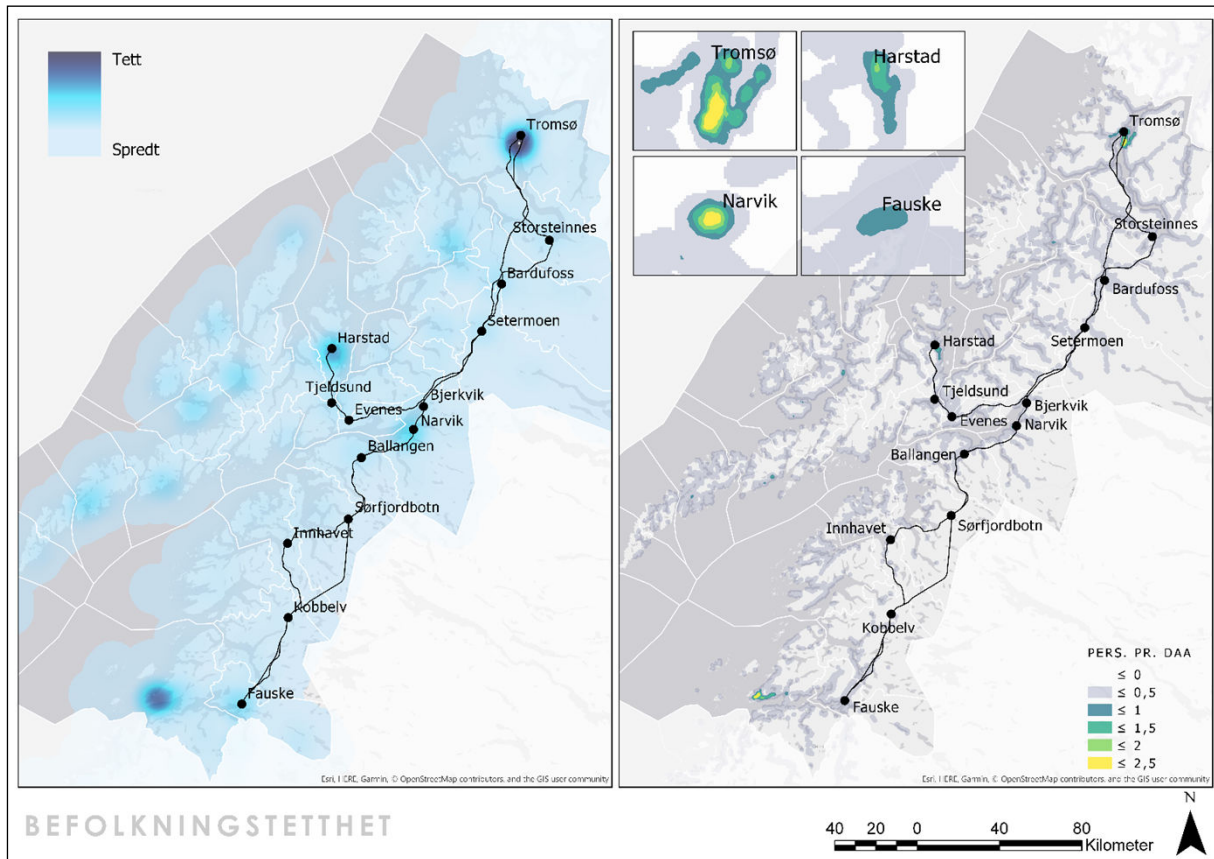 Tett
Spredt
Tromsø
Storsteinnes
Bardufoss
Setermoen
Harstad
Tjeldsund
Evenes
Bjerkvik
Narvik
Ballangen
Sørfjordbotn
Innhavet
Kobbelv
Fauske
Esri, HERE, Garmin, © OpenStreetMap contributors, and the GIS user community
Tromsø
Harstad
Narvik
Fauske
Tromsø
Storsteinnes
Bardufoss
Setermoen
Harstad
Tjeldsund
Evenes
Bjerkvik
Narvik
Ballangen
Sørfjordbotn
Innhavet
Kobbelv
Fauske
PERS. PR. DAA
≤ 0
≤ 0,5
≤ 1
≤ 1,5
≤ 2
≤ 2,5
Esri, HERE, Garmin, © OpenStreetMap contributors, and the GIS user community
BEFOLKNINGSTETTHET
N
40 20 0 40 80
Kilometer